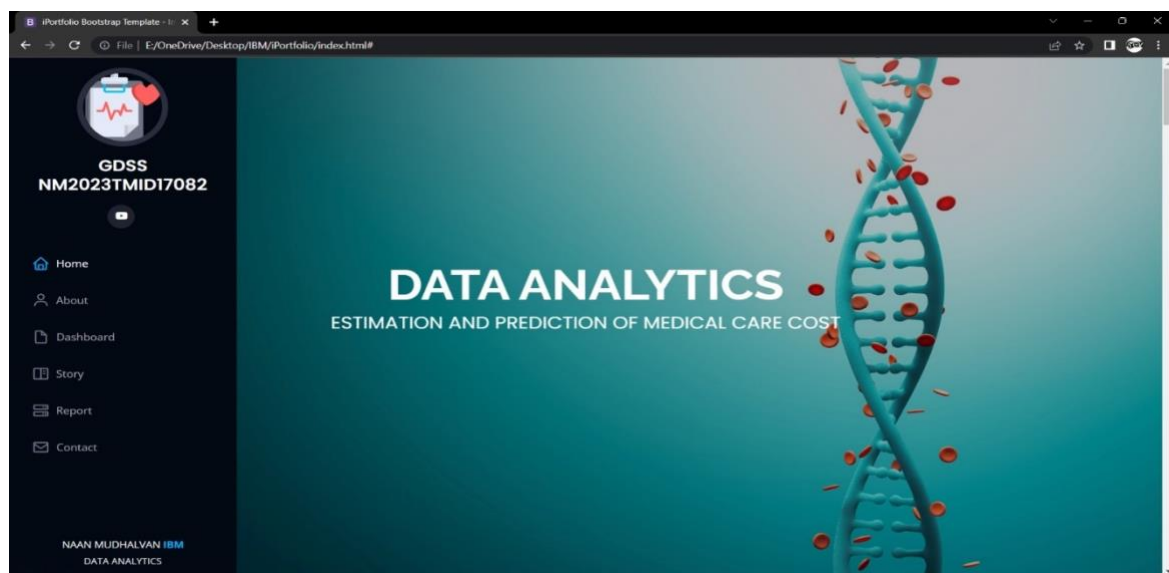 iPortfolio Bootstrap Template - I
File | E:/OneDrive/Desktop/IBM/iPortfolio/index.html#
GDSS
NM2023TMID17082
Home
About
Dashboard
Story
Report
Contact
NAAN MUDHALVAN IBM
DATA ANALYTICS
DATA ANALYTICS
ESTIMATION AND PREDICTION OF MEDICAL CARE COST